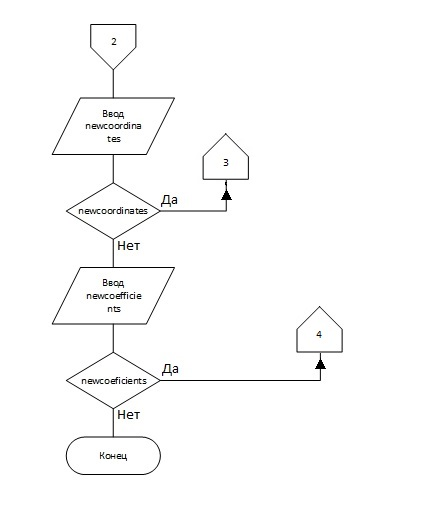 2
Ввод
newcoordina
tes
3
Да
newcoordinates
Нет
Ввод
newcoefficie
nts
4
Да
newcoeficients
Нет
Конец